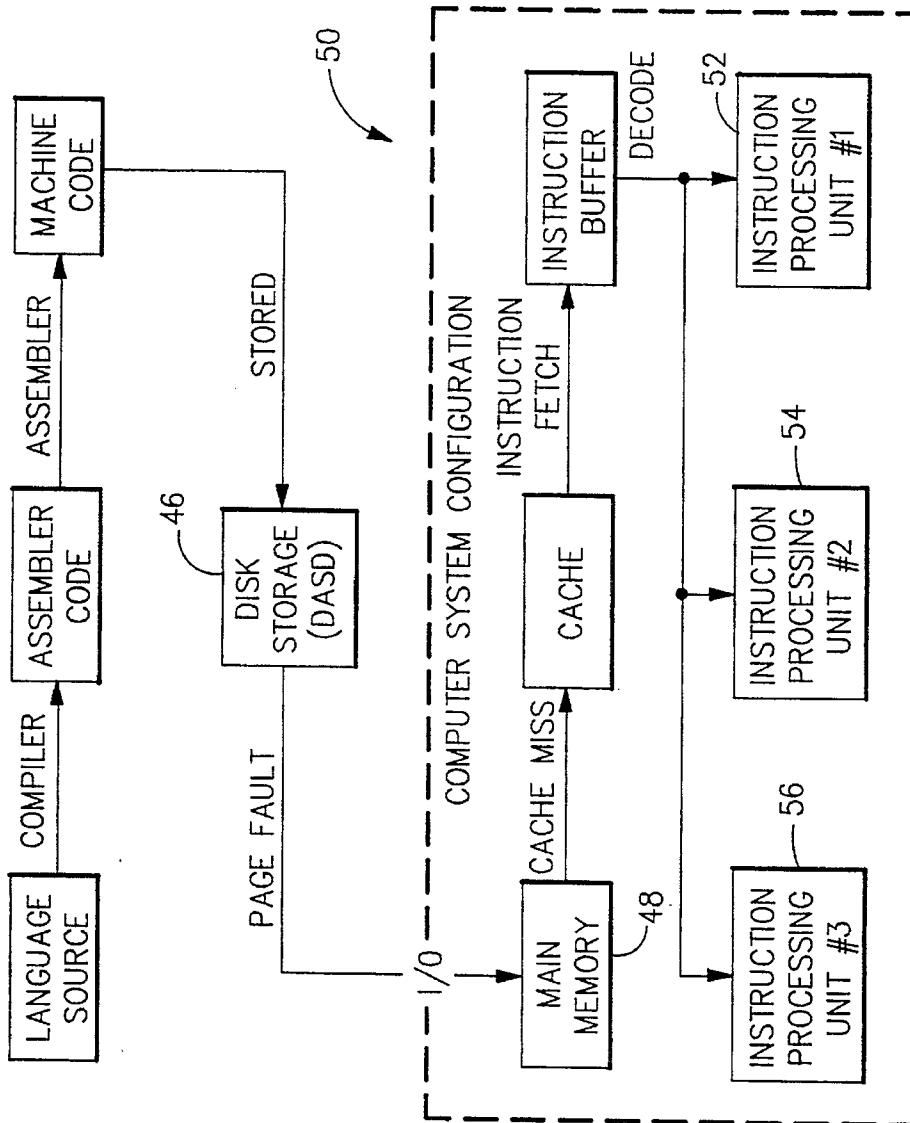 LANGUAGE
SOURCE
COMPILER
ASSEMBLER
CODE
ASSEMBLER
MACHINE
CODE
STORED
46
DISK
STORAGE
(DASD)
PAGE FAULT
I/O
50
COMPUTER SYSTEM CONFIGURATION
MAIN
MEMORY
48
CACHE MISS
CACHE
INSTRUCTION
FETCH
INSTRUCTION
BUFFER
DECODE
56
INSTRUCTION
PROCESSING
UNIT #3
54
INSTRUCTION
PROCESSING
UNIT #2
52
INSTRUCTION
PROCESSING
UNIT #1